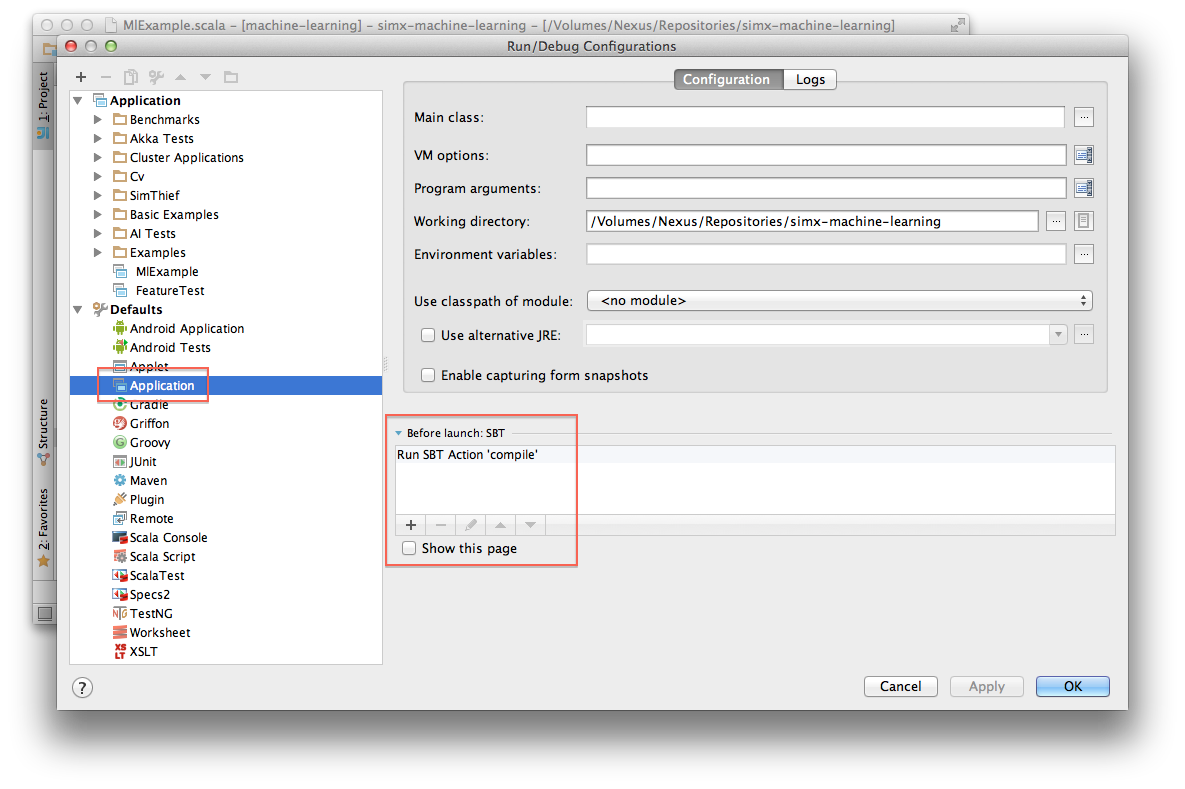 MlExample.scala – [machine-learning] – simx-machine-learning – [/Volumes/Nexus/Repositories/simx-machine-learning]
Run/Debug Configurations
1: Project
Structure
2: Favorites
Application
Benchmarks
Akka Tests
Cluster Applications
Cv
SimThief
Basic Examples
AI Tests
Examples
MlExample
FeatureTest
Defaults
Android Application
Android Tests
Applet
Application
Gradle
Griffon
Groovy
JUnit
Maven
Plugin
Remote
Scala Console
Scala Script
ScalaTest
Specs2
TestNG
Worksheet
XSLT
Configuration Logs
Main class: ...
VM options:
Program arguments:
Working directory: /Volumes/Nexus/Repositories/simx-machine-learning ...
Environment variables: ...
Use classpath of module: <no module>
Use alternative JRE: ...
Enable capturing form snapshots
Before launch: SBT
Run SBT Action 'compile'
Show this page
? Cancel Apply OK